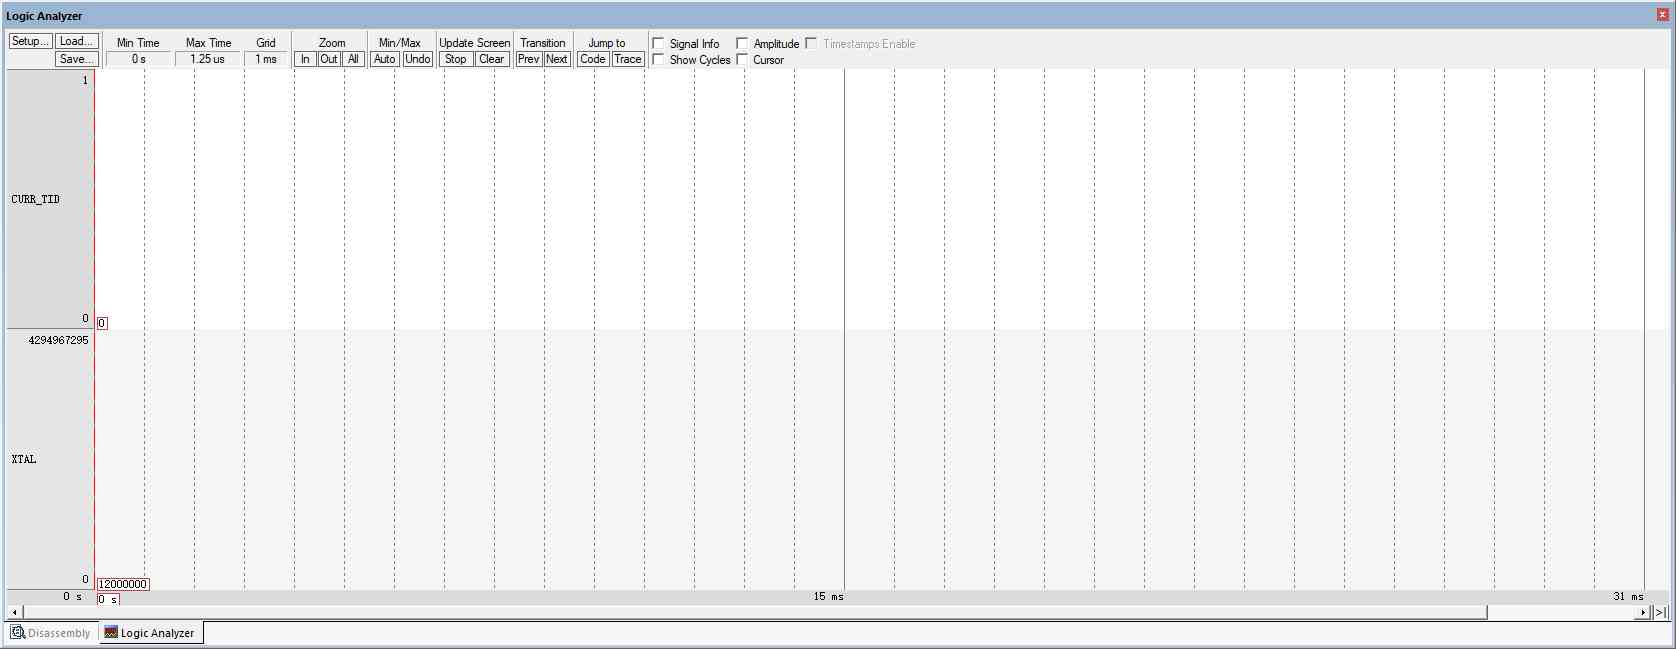 Logic Analyzer
Setup... Load... Min Time Max Time Grid Zoom Min/Max Update Screen Transition Jump to Signal Info Amplitude Timestamps Enable
Save... 0 s 1.25 us 1 ms In Out All Auto Undo Stop Clear Prev Next Code Trace Show Cycles Cursor
1
CURR_TID
0 0
4294967295
XTAL
0 12000000
0 s 0 s 15 ms 31 ms
Disassembly Logic Analyzer